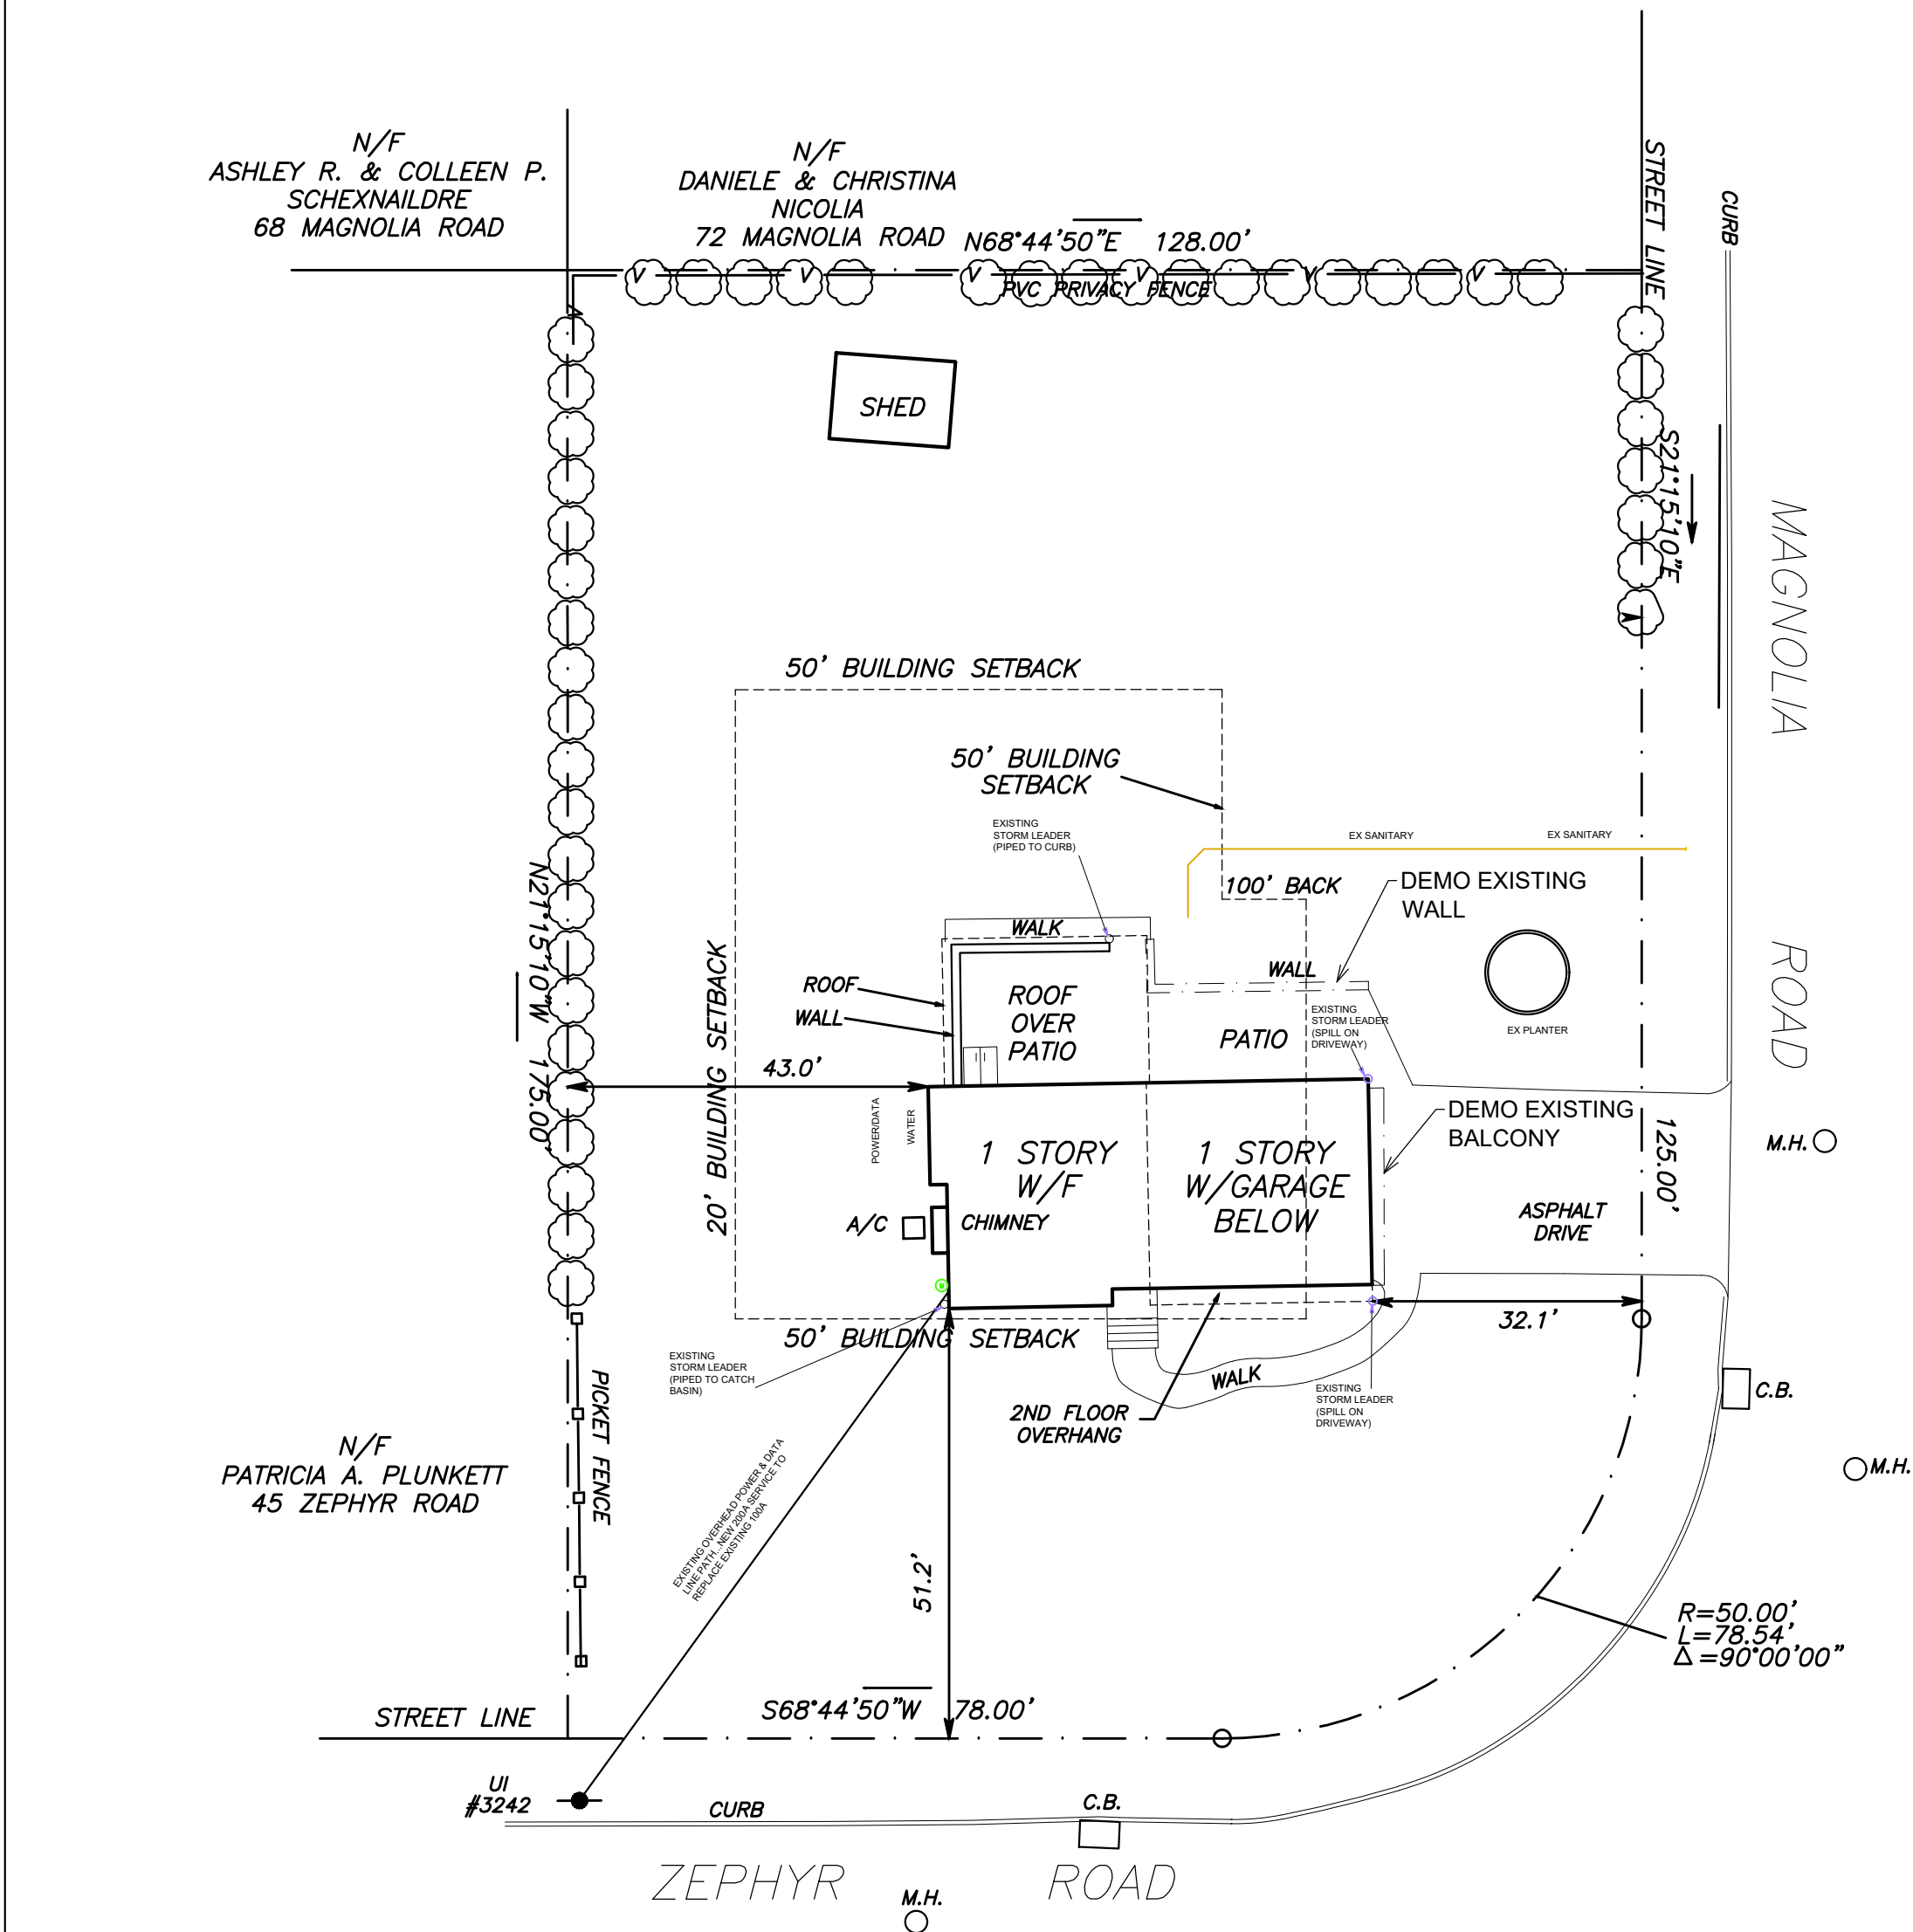 N/F
ASHLEY R. & COLLEEN P.
SCHEXNAILDRE
68 MAGNOLIA ROAD
N/F
DANIELE & CHRISTINA
NICOLIA
72 MAGNOLIA ROAD
N68°44'50"E 128.00'
STREET LINE
CURB
V V V V V V
PVC PRIVACY FENCE
V
SHED
S21°15'10"E
125.00'
MAGNOLIA ROAD
50' BUILDING SETBACK
50' BUILDING
SETBACK
EXISTING
STORM LEADER
(PIPED TO CURB)
EX SANITARY
EX SANITARY
100' BACK
DEMO EXISTING
WALL
N21°15'10"W 175.00'
20' BUILDING SETBACK
WALK
WALL
ROOF
WALL
ROOF
OVER
PATIO
PATIO
EXISTING
STORM LEADER
(SPILL ON
DRIVEWAY)
EX PLANTER
43.0'
POWER/DATA
WATER
DEMO EXISTING
BALCONY
1 STORY
W/F
1 STORY
W/GARAGE
BELOW
M.H.
A/C
CHIMNEY
ASPHALT
DRIVE
M
50' BUILDING SETBACK
32.1'
EXISTING
STORM LEADER
(PIPED TO CATCH
BASIN)
WALK
EXISTING
STORM LEADER
(SPILL ON
DRIVEWAY)
C.B.
2ND FLOOR
OVERHANG
PICKET FENCE
N/F
PATRICIA A. PLUNKETT
45 ZEPHYR ROAD
EXISTING OVERHEAD POWER & DATA
LINE PATH...NEW 200A SERVICE TO
REPLACE EXISTING 100A
M.H.
51.2'
R=50.00'
L=78.54'
Δ=90°00'00"
STREET LINE
S68°44'50"W 78.00'
UI
#3242
CURB
C.B.
ZEPHYR ROAD
M.H.